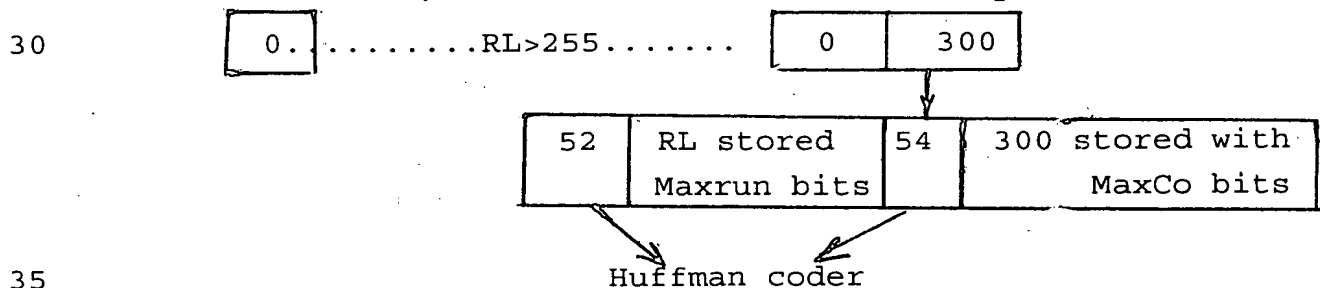 30 0...........RL>255....... 0 300
52 RL stored 54 300 stored with
Maxrun bits MaxCo bits
35 Huffman coder